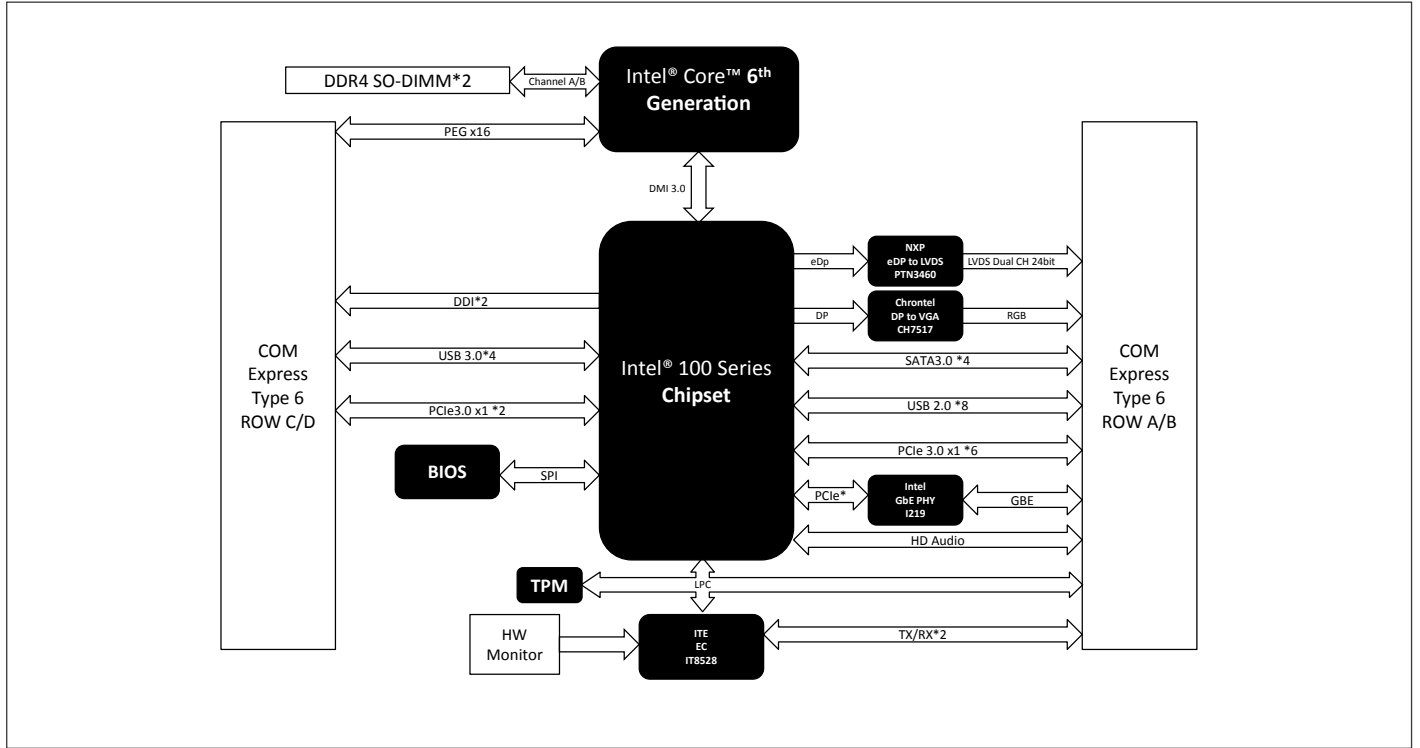 Intel® Core™ 6th
Generation
DDR4 SO-DIMM*2
Channel A/B
PEG x16
DMI 3.0
COM
Express
Type 6
ROW C/D
DDI*2
USB 3.0*4
PCIe3.0 x1 *2
BIOS
SPI
Intel® 100 Series
Chipset
eDp
NXP
eDP to LVDS
PTN3460
LVDS Dual CH 24bit
DP
Chrontel
DP to VGA
CH7517
RGB
SATA3.0 *4
USB 2.0 *8
PCIe 3.0 x1 *6
PCIe*
Intel
GbE PHY
I219
GBE
HD Audio
COM
Express
Type 6
ROW A/B
TPM
LPC
HW
Monitor
ITE
EC
IT8528
TX/RX*2